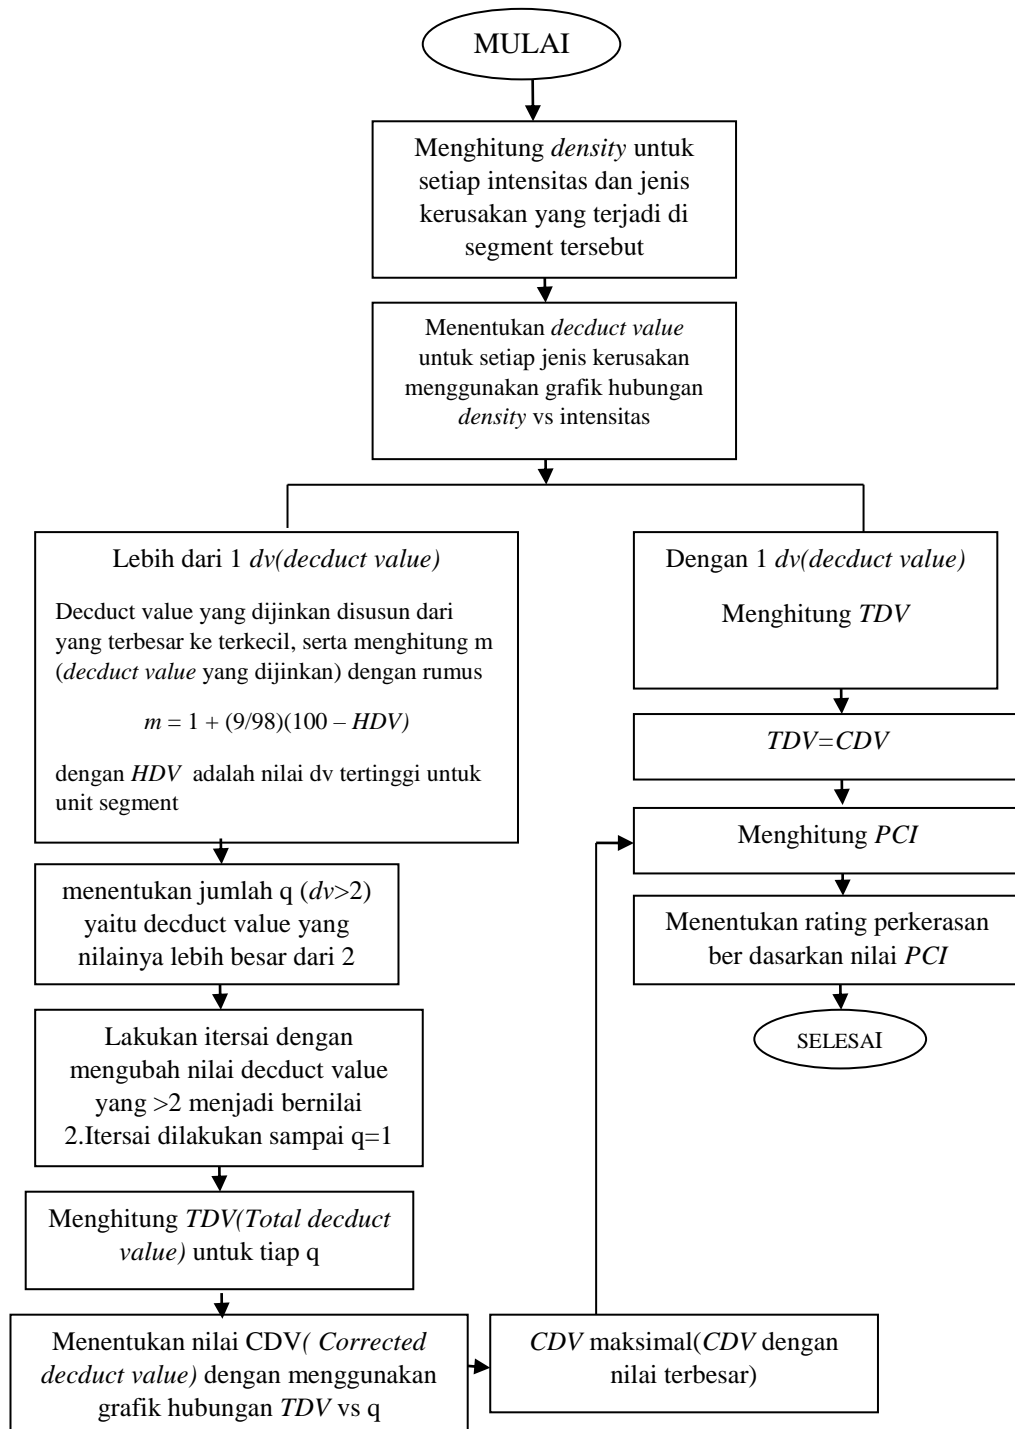 MULAI
Menghitung density untuk
setiap intensitas dan jenis
kerusakan yang terjadi di
segment tersebut
Menentukan decduct value
untuk setiap jenis kerusakan
menggunakan grafik hubungan
density vs intensitas
Lebih dari 1 dv(decduct value)
Decduct value yang dijinkan disusun dari
yang terbesar ke terkecil, serta menghitung m
(decduct value yang dijinkan) dengan rumus
m = 1 + (9/98)(100 – HDV)
dengan HDV adalah nilai dv tertinggi untuk
unit segment
menentukan jumlah q (dv>2)
yaitu decduct value yang
nilainya lebih besar dari 2
Lakukan itersai dengan
mengubah nilai decduct value
yang >2 menjadi bernilai
2.Itersai dilakukan sampai q=1
Menghitung TDV(Total decduct
value) untuk tiap q
Menentukan nilai CDV( Corrected
decduct value) dengan menggunakan
grafik hubungan TDV vs q
CDV maksimal(CDV dengan
nilai terbesar)
Dengan 1 dv(decduct value)
Menghitung TDV
TDV=CDV
Menghitung PCI
Menentukan rating perkerasan
ber dasarkan nilai PCI
SELESAI